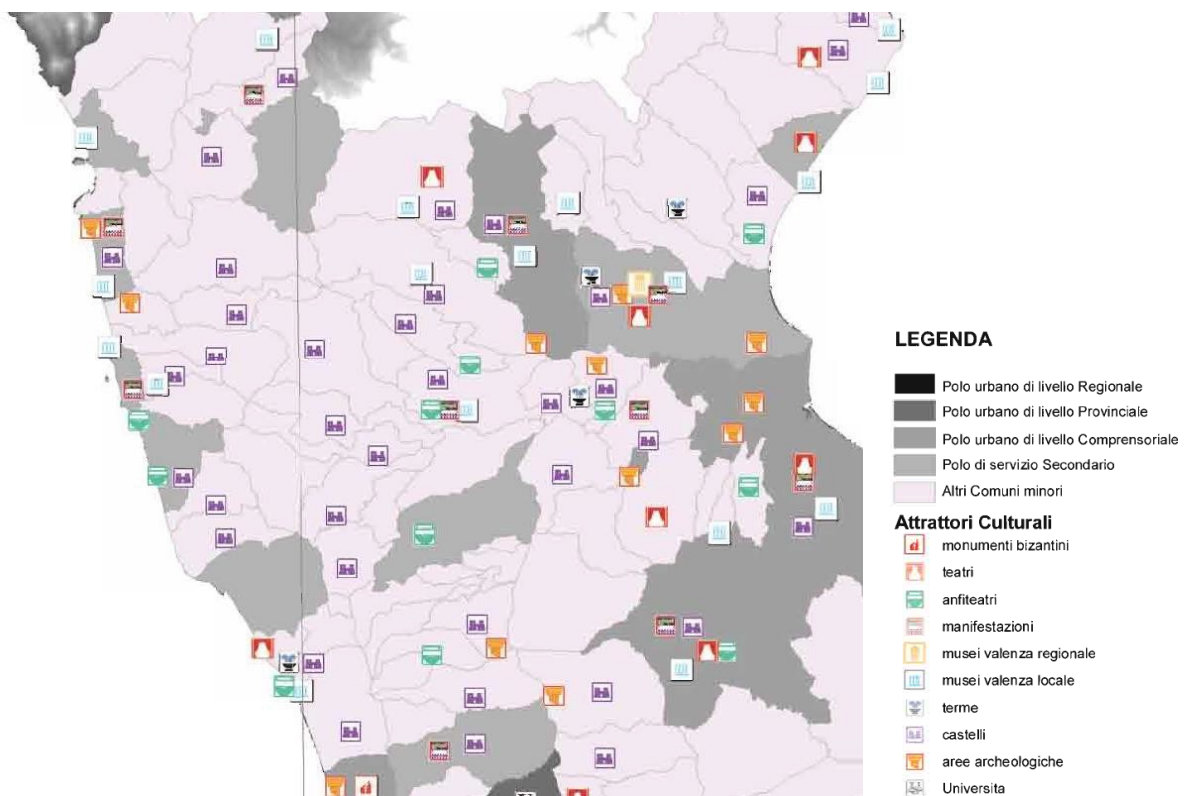 LEGENDA
Polo urbano di livello Regionale
Polo urbano di livello Provinciale
Polo urbano di livello Comprensoriale
Polo di servizio Secondario
Altri Comuni minori
Attrattori Culturali
monumenti bizantini
teatri
anfiteatri
manifestazioni
musei valenza regionale
musei valenza locale
terme
castelli
aree archeologiche
Universita